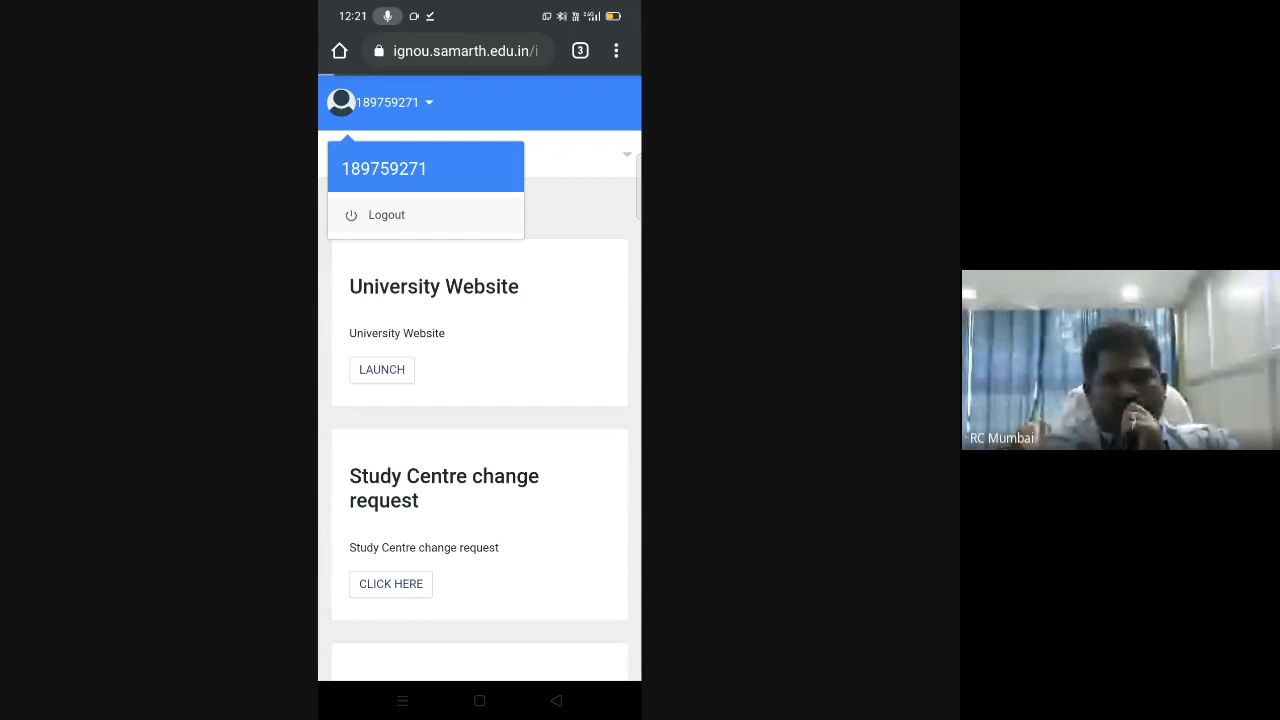 12:21
ignou.samarth.edu.in/i
3
189759271
189759271
Logout
University Website
University Website
LAUNCH
Study Centre change
request
Study Centre change request
CLICK HERE
RC Mumbai